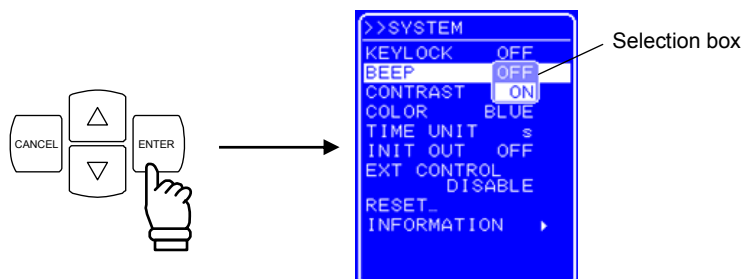 CANCEL
ENTER
>>SYSTEM
KEYLOCK OFF
BEEP OFF
ON
CONTRAST
COLOR BLUE
TIME UNIT s
INIT OUT OFF
EXT CONTROL
DISABLE
RESET_
INFORMATION
Selection box